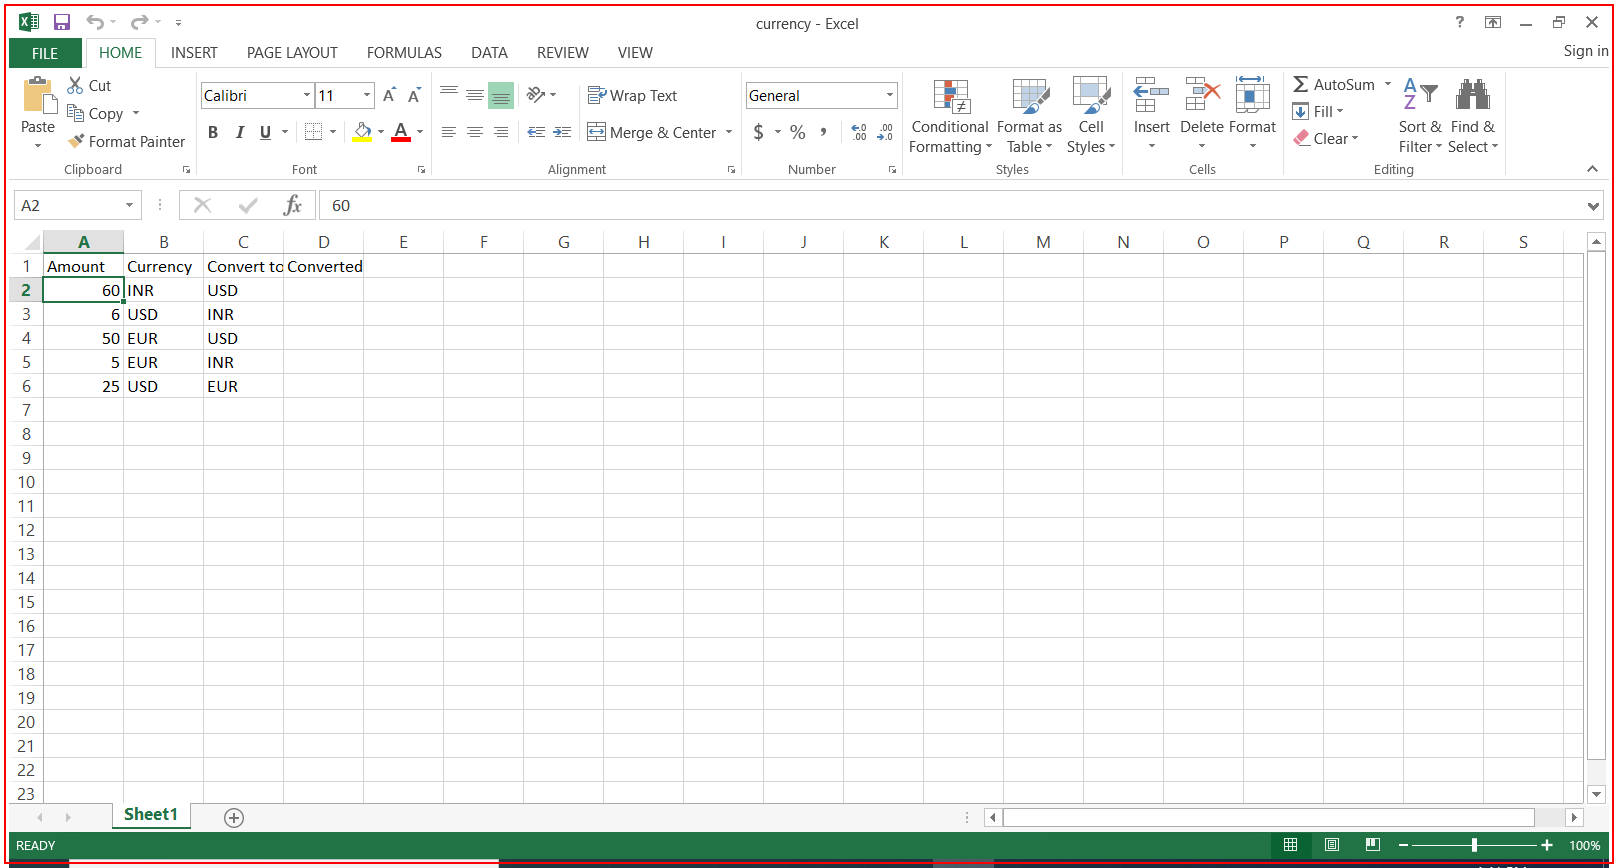 currency - Excel
?
FILE HOME INSERT PAGE LAYOUT FORMULAS DATA REVIEW VIEW Sign in
Paste
Cut
Copy
Format Painter
Clipboard
Calibri 11 A A
B I U A
Font
Wrap Text
Merge & Center
Alignment
General
$ % , .0 .00 .00 .0
Number
Conditional Formatting
Format as Table
Cell Styles
Styles
Insert Delete Format
Cells
AutoSum
Fill
Clear
Sort & Filter
Find & Select
Editing
A2 fx 60
A B C D E F G H I J K L M N O P Q R S
1 Amount Currency Convert to Converted
2 60 INR USD
3 6 USD INR
4 50 EUR USD
5 5 EUR INR
6 25 USD EUR
7
8
9
10
11
12
13
14
15
16
17
18
19
20
21
22
23
Sheet1
READY 100%